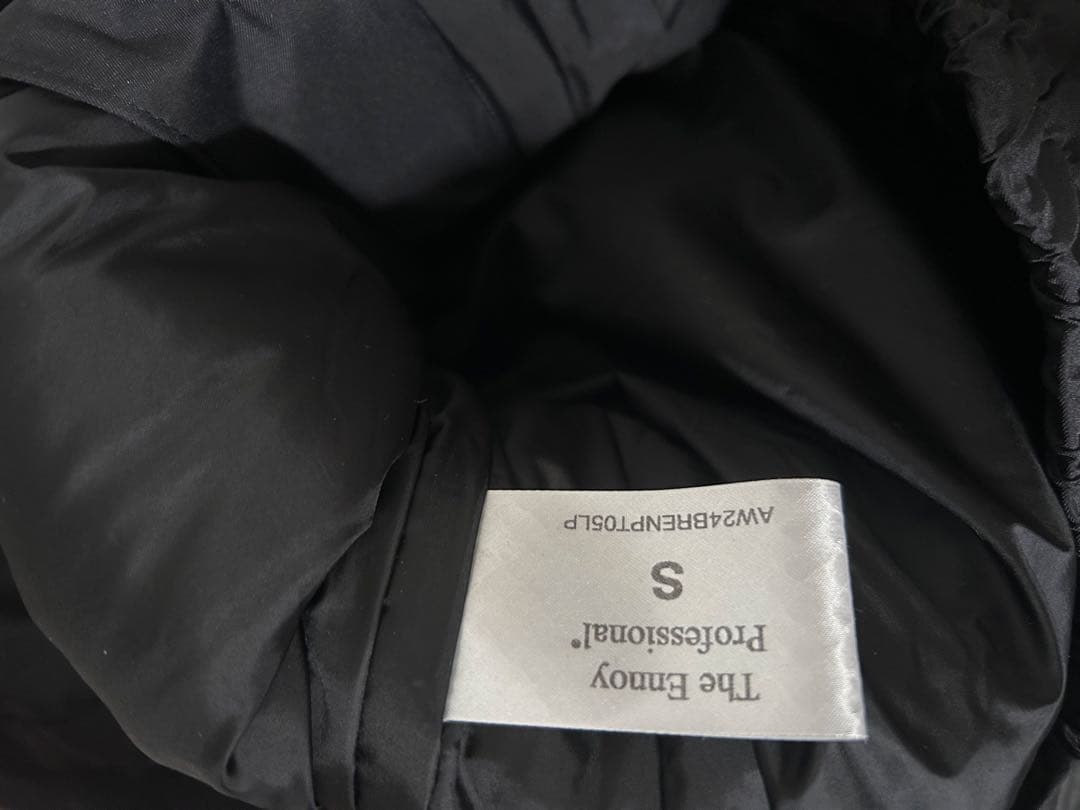 The Ennoy
Professional®
S
AW24BRENPT05LP